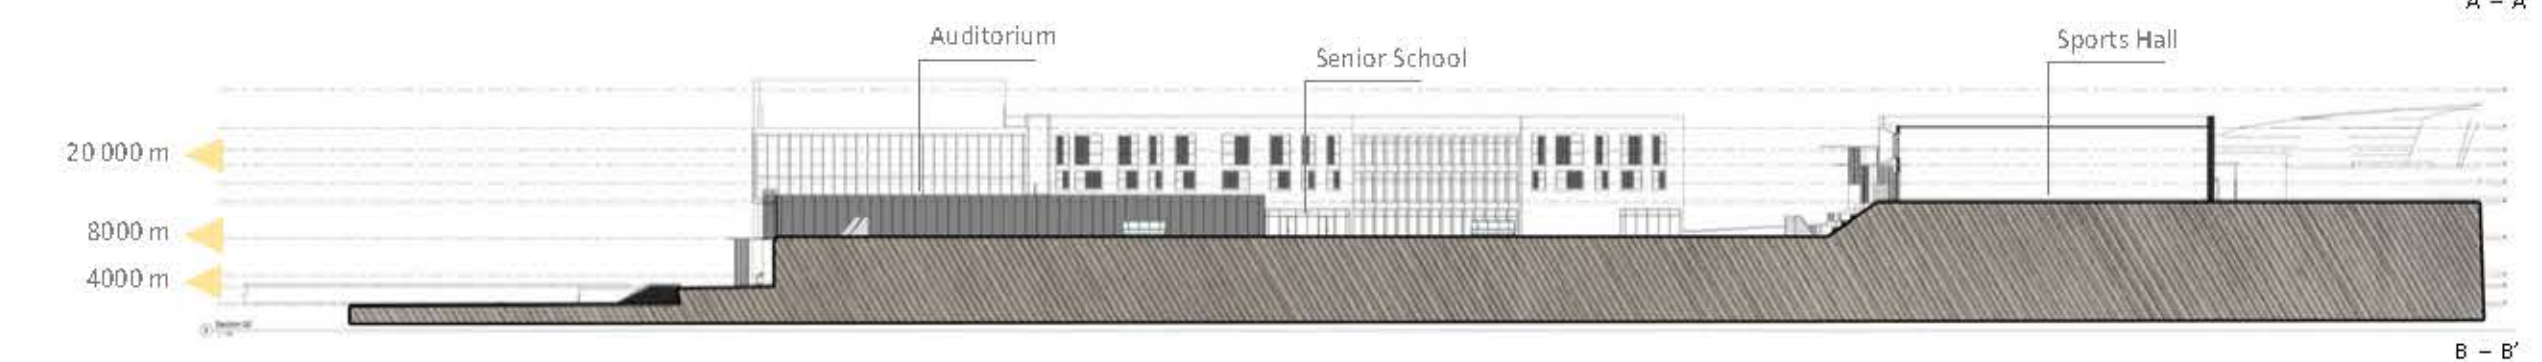 A – A'
Auditorium
Senior School
Sports Hall
20 000 m
8000 m
4000 m
B – B'